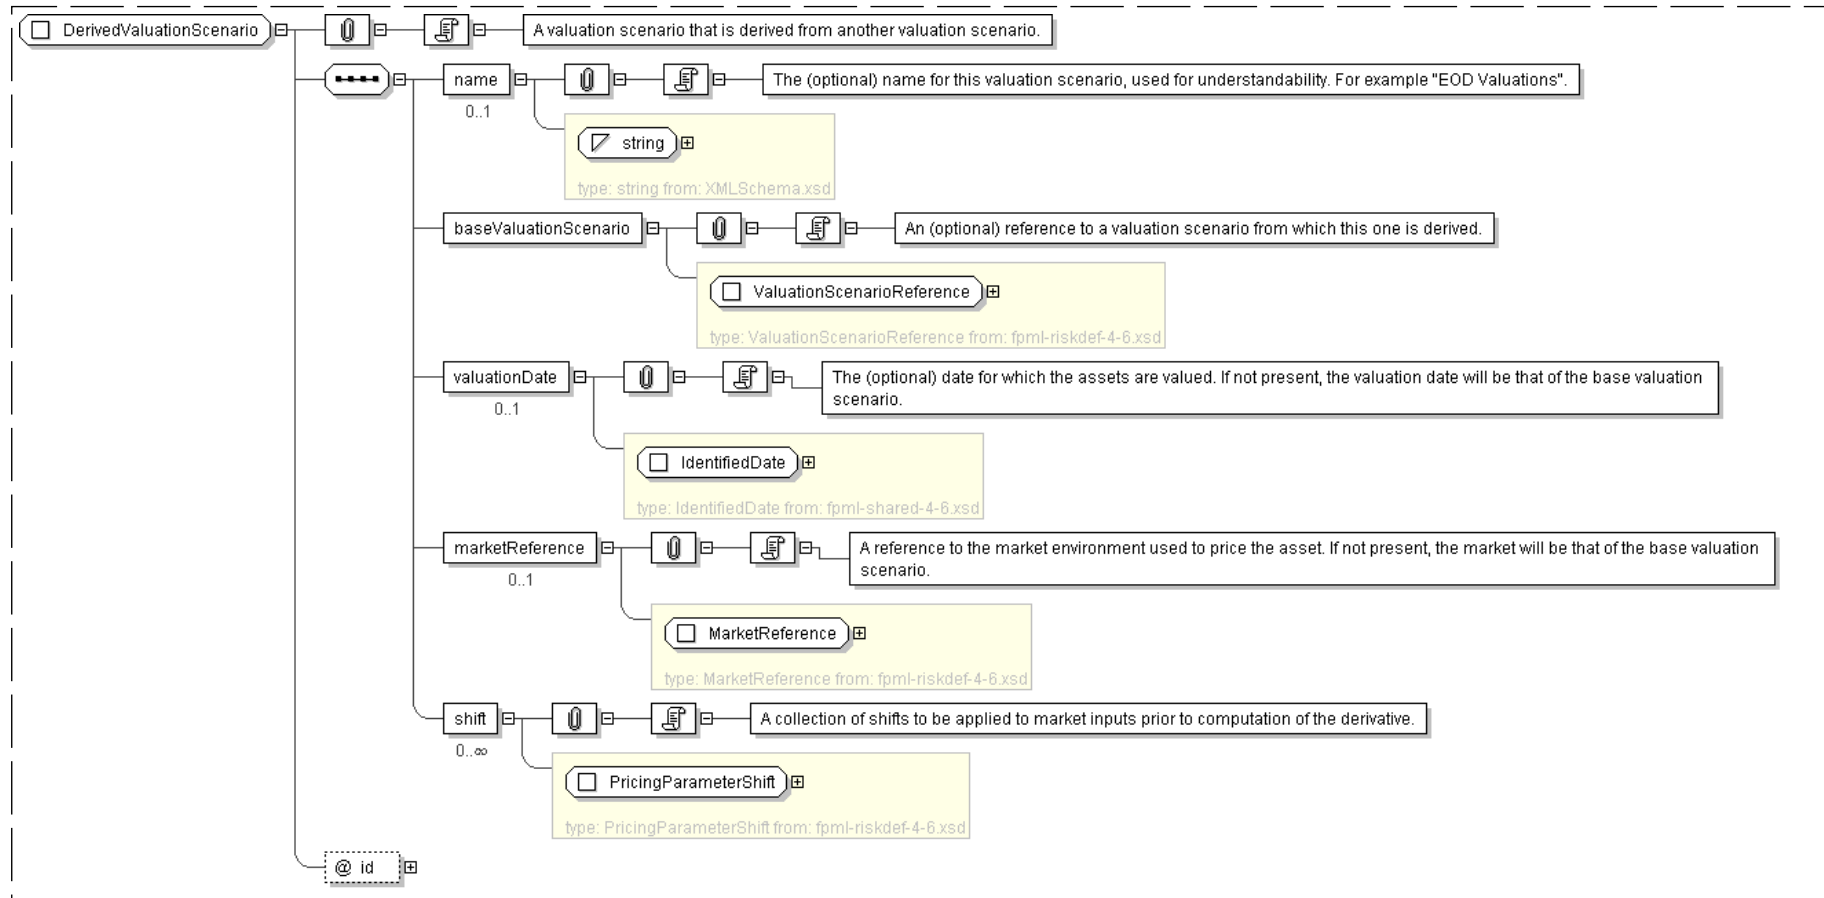 DerivedValuationScenario
A valuation scenario that is derived from another valuation scenario.
name
The (optional) name for this valuation scenario, used for understandability. For example "EOD Valuations".
0..1
string
type: string from: XMLSchema.xsd
baseValuationScenario
An (optional) reference to a valuation scenario from which this one is derived.
ValuationScenarioReference
type: ValuationScenarioReference from: fpml-riskdef-4-6.xsd
valuationDate
The (optional) date for which the assets are valued. If not present, the valuation date will be that of the base valuation
scenario.
0..1
IdentifiedDate
type: IdentifiedDate from: fpml-shared-4-6.xsd
marketReference
A reference to the market environment used to price the asset. If not present, the market will be that of the base valuation
scenario.
0..1
MarketReference
type: MarketReference from: fpml-riskdef-4-6.xsd
shift
A collection of shifts to be applied to market inputs prior to computation of the derivative.
0..∞
PricingParameterShift
type: PricingParameterShift from: fpml-riskdef-4-6.xsd
@ id